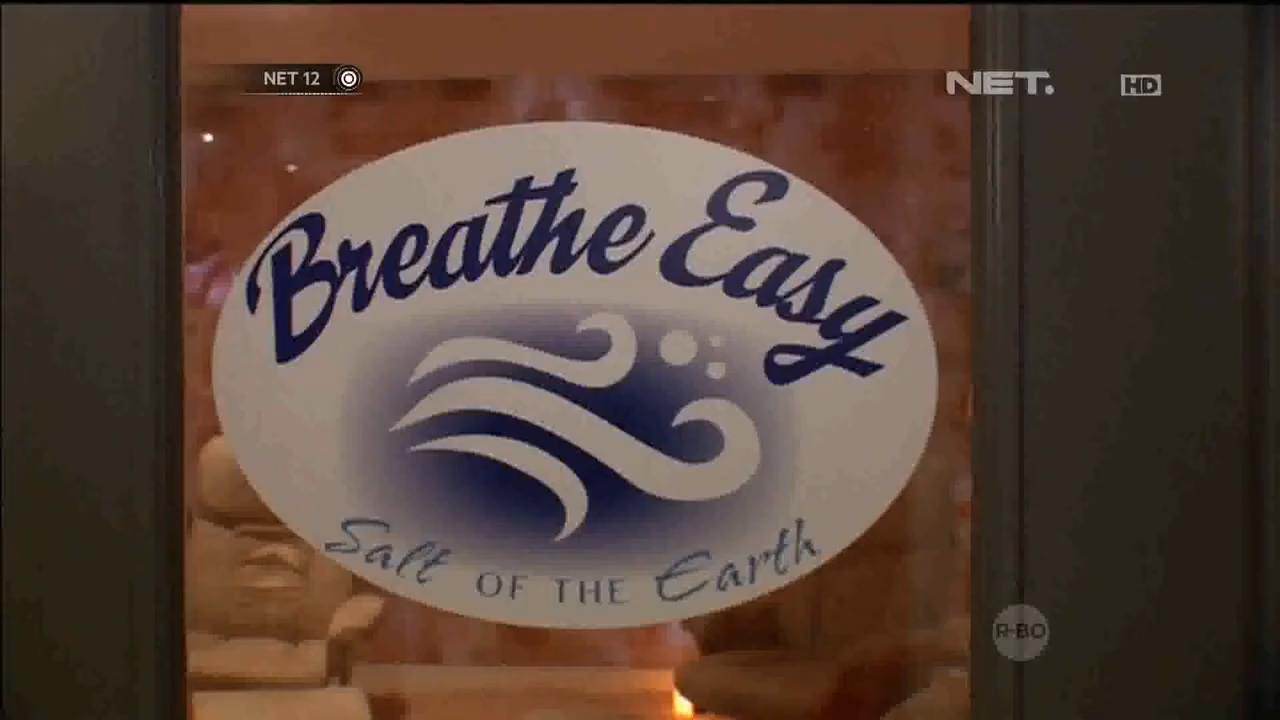 NET 12
NET.
HD
Breathe Easy
Salt OF THE Earth
R-BO